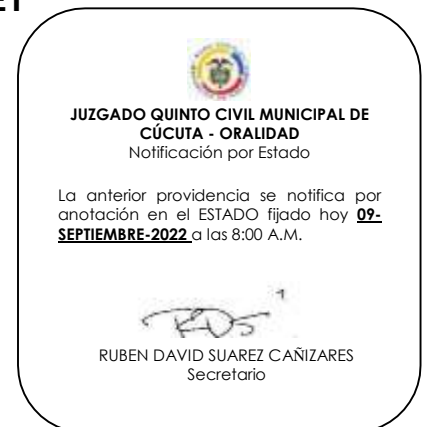 JUZGADO QUINTO CIVIL MUNICIPAL DE
CÚCUTA - ORALIDAD
Notificación por Estado
La anterior providencia se notifica por
anotación en el ESTADO fijado hoy 09-
SEPTIEMBRE-2022 a las 8:00 A.M.
RUBEN DAVID SUAREZ CAÑIZARES
Secretario